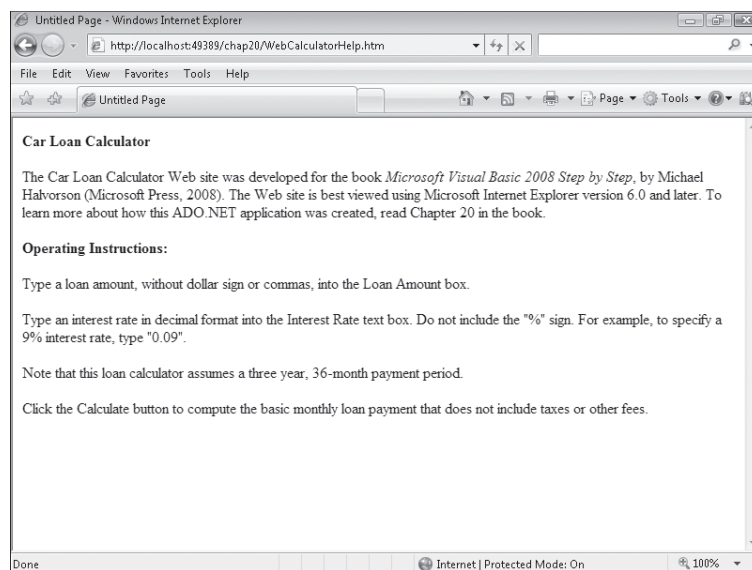 Untitled Page - Windows Internet Explorer
http://localhost:49389/chap20/WebCalculatorHelp.htm
File Edit View Favorites Tools Help
Untitled Page
Page Tools
Car Loan Calculator
The Car Loan Calculator Web site was developed for the book Microsoft Visual Basic 2008 Step by Step, by Michael
Halvorson (Microsoft Press, 2008). The Web site is best viewed using Microsoft Internet Explorer version 6.0 and later. To
learn more about how this ADO.NET application was created, read Chapter 20 in the book.
Operating Instructions:
Type a loan amount, without dollar sign or commas, into the Loan Amount box.
Type an interest rate in decimal format into the Interest Rate text box. Do not include the "%" sign. For example, to specify a
9% interest rate, type "0.09".
Note that this loan calculator assumes a three year, 36-month payment period.
Click the Calculate button to compute the basic monthly loan payment that does not include taxes or other fees.
Done
Internet | Protected Mode: On
100%